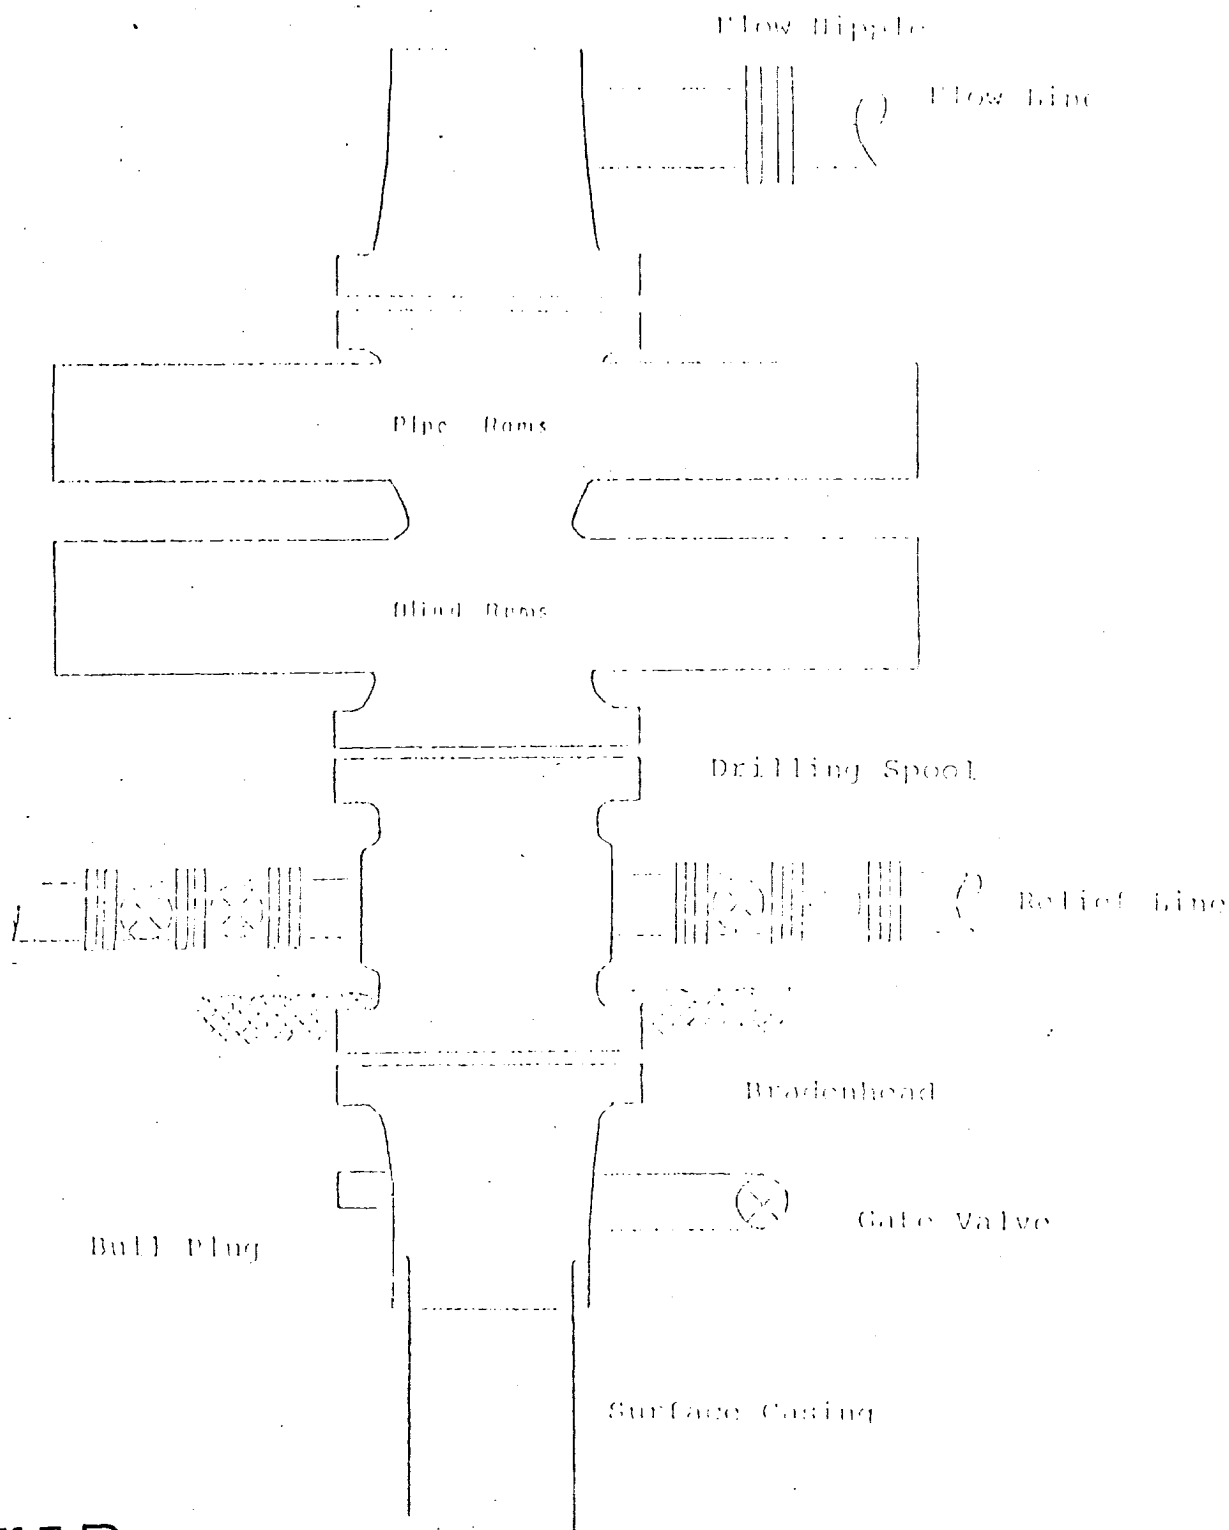 Flow Nipple
Flow Line
Pipe Rams
Blind Rams
Drilling Spool
Relief Line
Bradenhead
Gate Valve
Bull Plug
Surface Casing